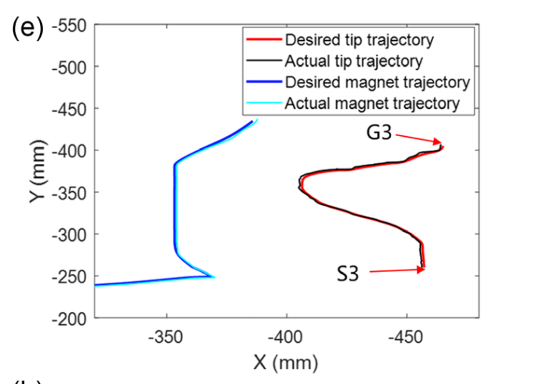 (e)
-550
-500
-450
-400
-350
-300
-250
-200
Y (mm)
Desired tip trajectory
Actual tip trajectory
Desired magnet trajectory
Actual magnet trajectory
G3
S3
-350
-400
-450
X (mm)